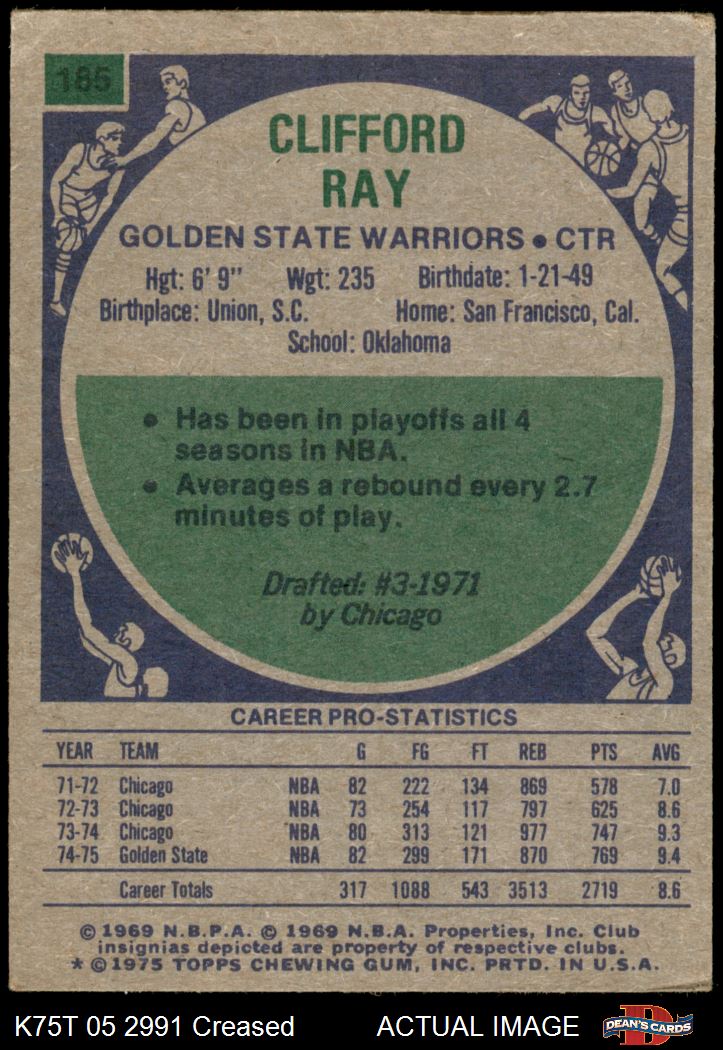 185
CLIFFORD
RAY
GOLDEN STATE WARRIORS • CTR
Hgt: 6' 9" Wgt: 235 Birthdate: 1-21-49
Birthplace: Union, S.C. Home: San Francisco, Cal.
School: Oklahoma
• Has been in playoffs all 4
seasons in NBA.
• Averages a rebound every 2.7
minutes of play.
Drafted: #3-1971
by Chicago
CAREER PRO-STATISTICS
YEAR TEAM G FG FT REB PTS AVG
71-72 Chicago NBA 82 222 134 869 578 7.0
72-73 Chicago NBA 73 254 117 797 625 8.6
73-74 Chicago NBA 80 313 121 977 747 9.3
74-75 Golden State NBA 82 299 171 870 769 9.4
Career Totals 317 1088 543 3513 2719 8.6
© 1969 N.B.P.A. © 1969 N.B.A. Properties, Inc. Club
insignias depicted are property of respective clubs.
* © 1975 TOPPS CHEWING GUM, INC. PRTD. IN U.S.A.
K75T 05 2991 Creased ACTUAL IMAGE
DEAN'S CARDS